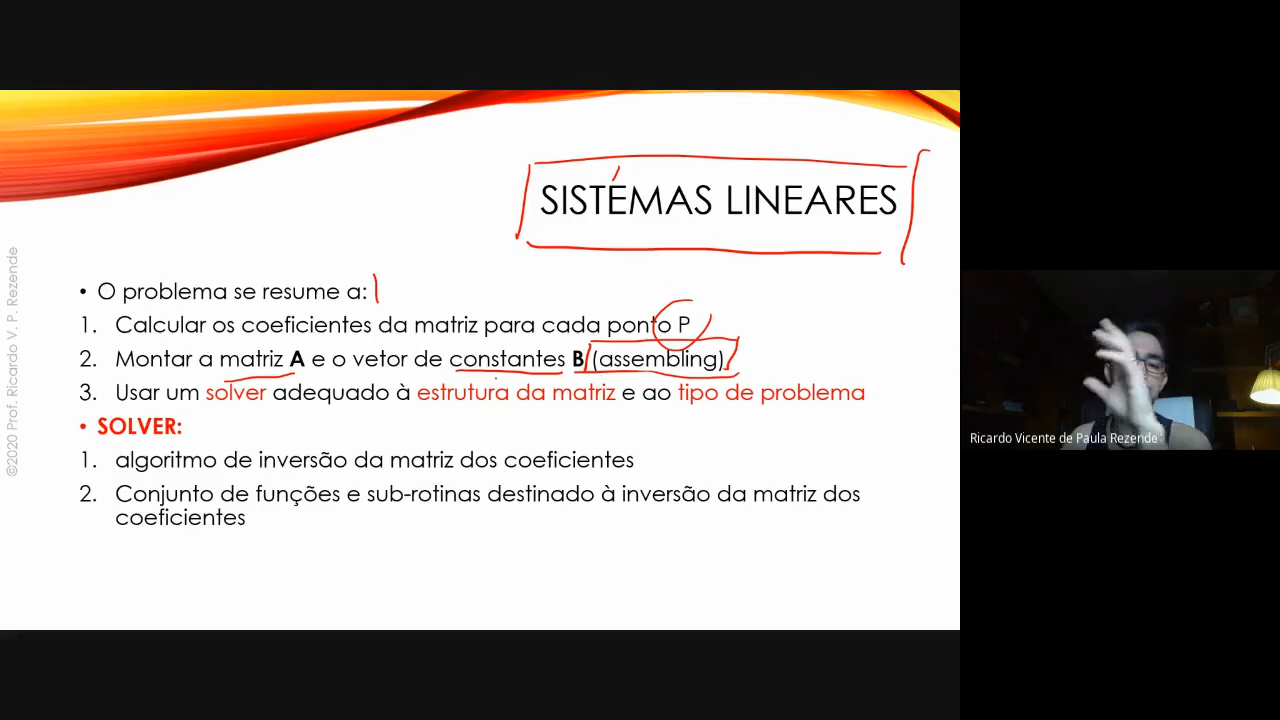 SISTEMAS LINEARES
• O problema se resume a:
1. Calcular os coeficientes da matriz para cada ponto P
2. Montar a matriz A e o vetor de constantes B (assembling)
3. Usar um solver adequado à estrutura da matriz e ao tipo de problema
• SOLVER:
1. algoritmo de inversão da matriz dos coeficientes
2. Conjunto de funções e sub-rotinas destinado à inversão da matriz dos
coeficientes
©2020 Prof. Ricardo V. P. Rezende
Ricardo Vicente de Paula Rezende